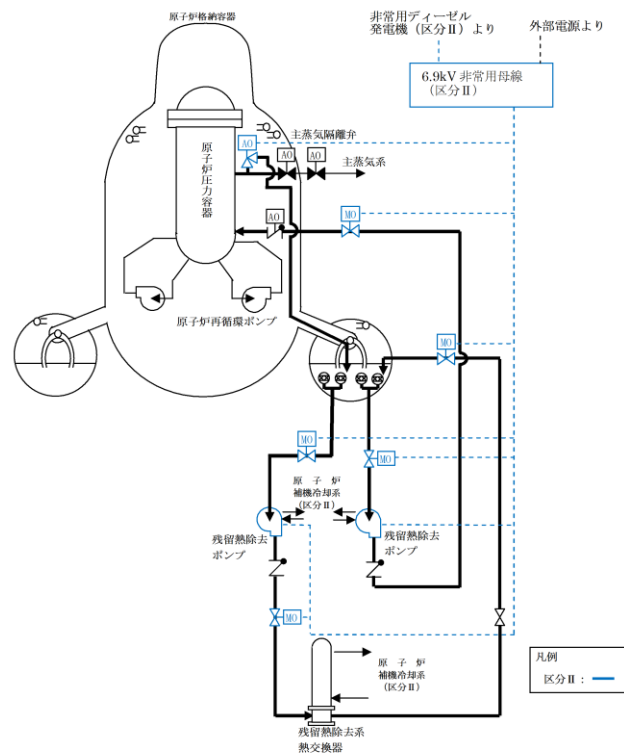 原子炉格納容器
非常用ディーゼル
発電機（区分Ⅱ）より
外部電源より
6.9kV 非常用母線
（区分Ⅱ）
主蒸気隔離弁
AO
AO
AO
主蒸気系
原子炉圧力容器
AO
MO
原子炉再循環ポンプ
MO
MO
MO
原子炉
補機冷却系
（区分Ⅱ）
残留熱除去
ポンプ
残留熱除去
ポンプ
MO
原子炉
補機冷却系
（区分Ⅱ）
残留熱除去系
熱交換器
凡例
区分Ⅱ：